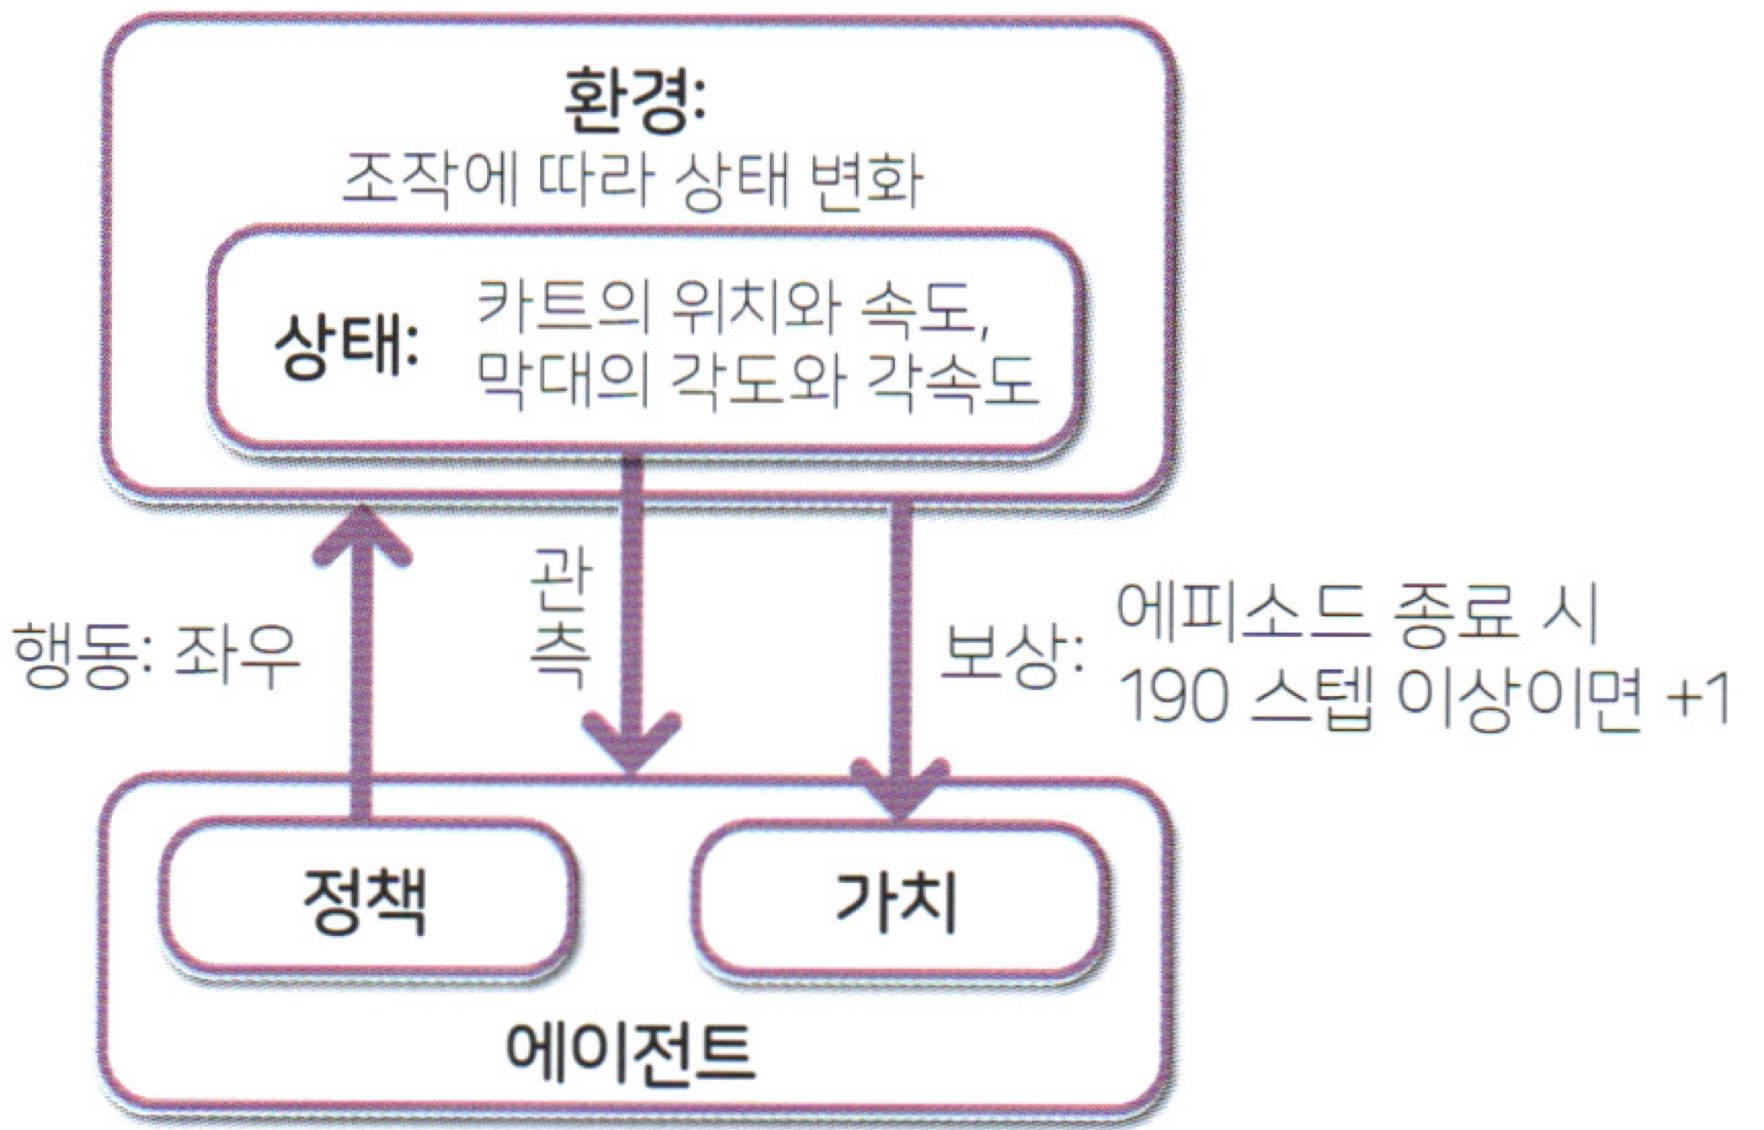 환경:
조작에 따라 상태 변화
상태:
카트의 위치와 속도,
막대의 각도와 각속도
행동: 좌우
관
측
보상:
에피소드 종료 시
190 스텝 이상이면 +1
정책
가치
에이전트